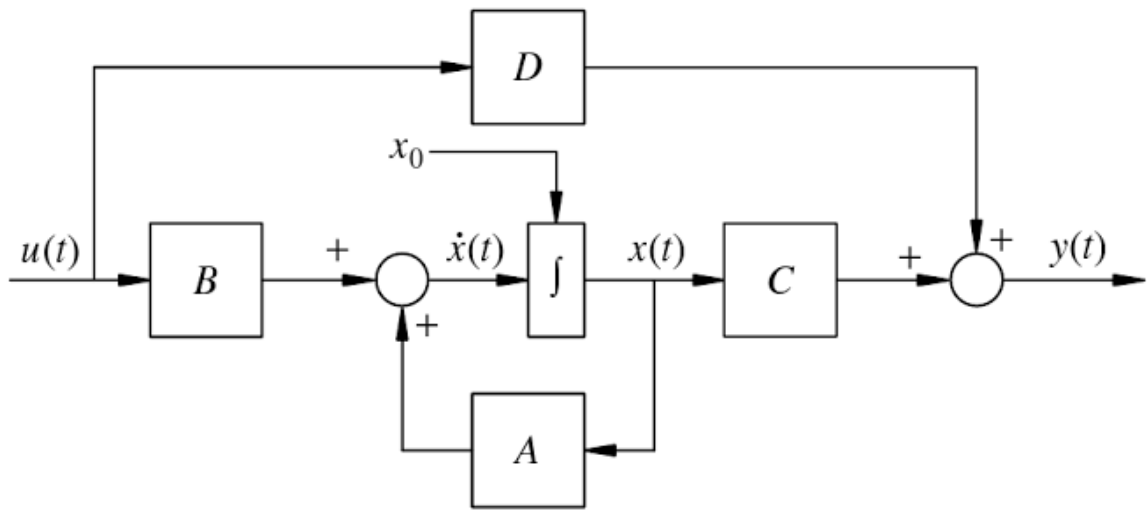 D
x₀
u(t)
B
+
+
ẋ(t)
∫
x(t)
C
+
+
y(t)
A